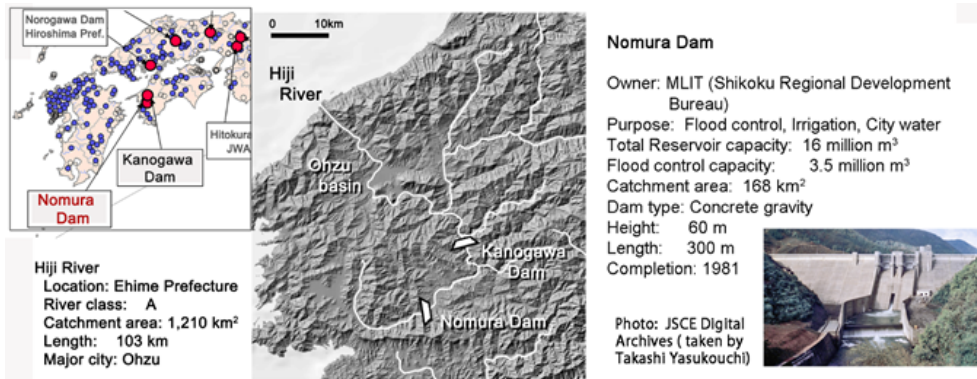 Norogawa Dam
Hiroshima Pref.
Hitokura
JWA
Kanogawa
Dam
Nomura
Dam
Hiji River
Location: Ehime Prefecture
River class: A
Catchment area: 1,210 km²
Length: 103 km
Major city: Ohzu
0 10km
Hiji
River
Ohzu
basin
Kanogawa
Dam
Nomura Dam
Nomura Dam
Owner: MLIT (Shikoku Regional Development
Bureau)
Purpose: Flood control, Irrigation, City water
Total Reservoir capacity: 16 million m³
Flood control capacity: 3.5 million m³
Catchment area: 168 km²
Dam type: Concrete gravity
Height: 60 m
Length: 300 m
Completion: 1981
Photo: JSCE Digital
Archives ( taken by
Takashi Yasukouchi)